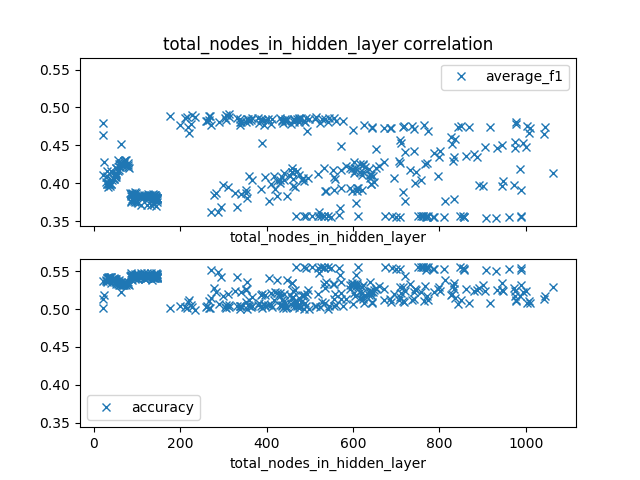 total_nodes_in_hidden_layer correlation
0.55
0.50
0.45
0.40
0.35
average_f1
total_nodes_in_hidden_layer
0.55
0.50
0.45
0.40
0.35
accuracy
0 200 400 600 800 1000
total_nodes_in_hidden_layer